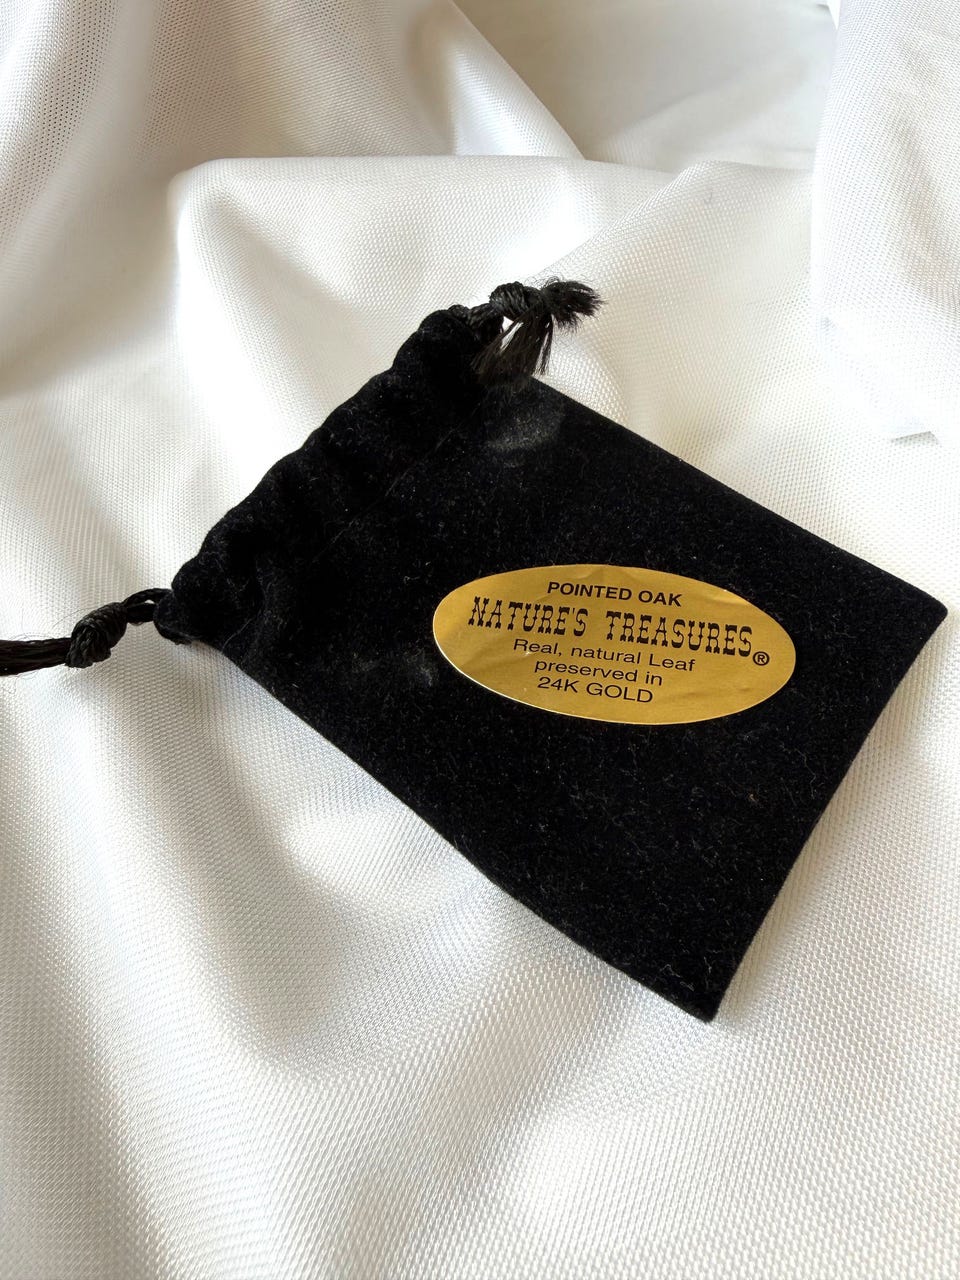 POINTED OAK
NATURE'S TREASURES®
Real, natural Leaf
preserved in
24K GOLD